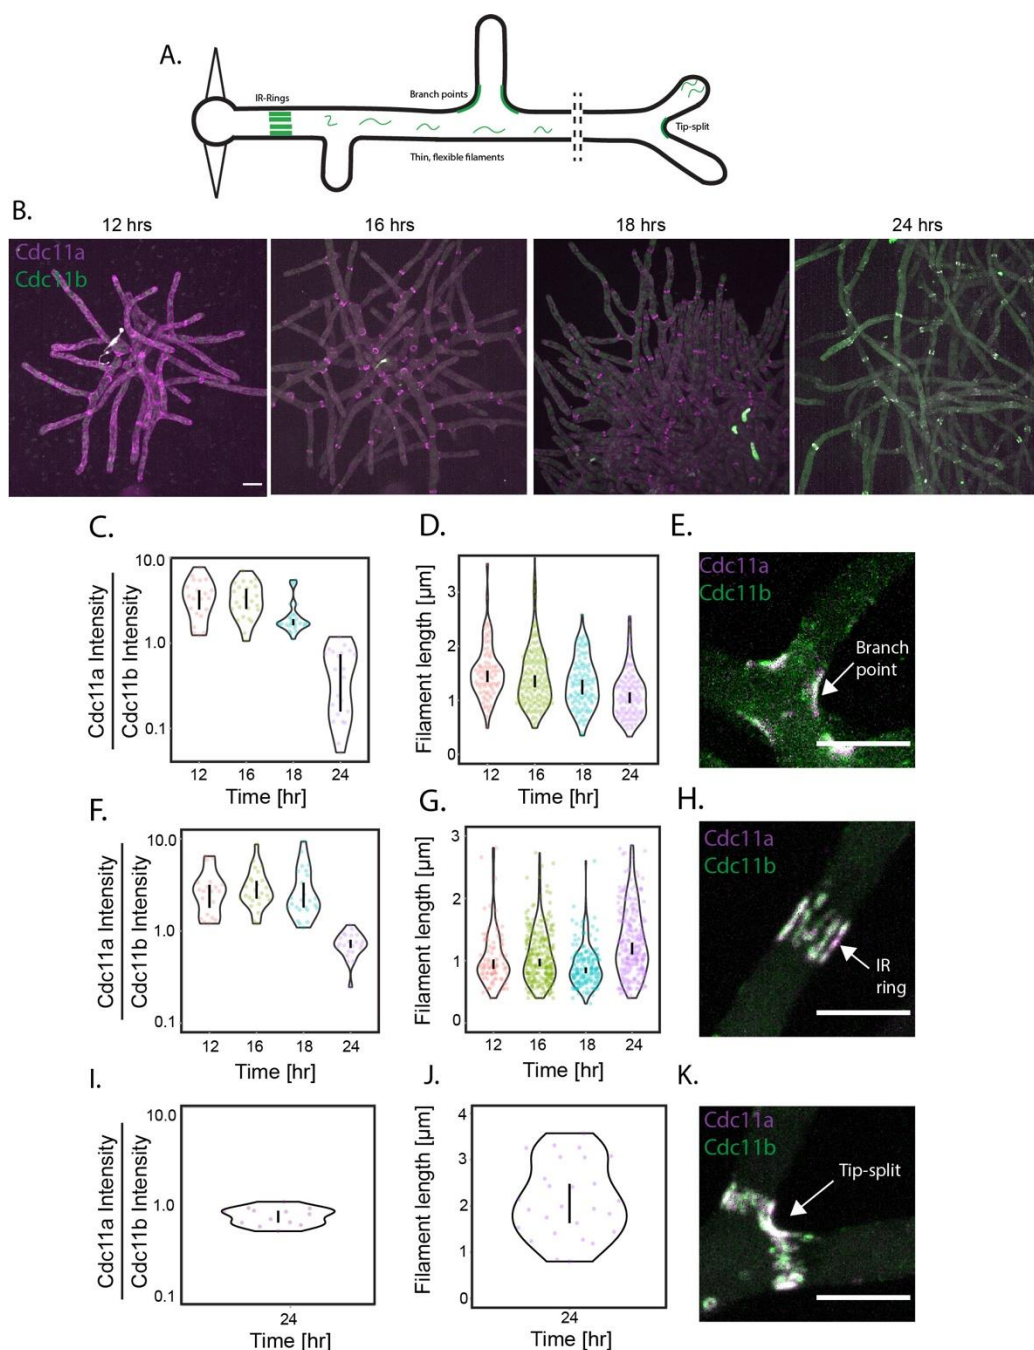 A.
IR-Rings
Branch points
Thin, flexible filaments
Tip-split
B.
12 hrs
16 hrs
18 hrs
24 hrs
Cdc11a
Cdc11b
C.
Cdc11a Intensity
Cdc11b Intensity
10.0
1.0
0.1
12 16 18 24
Time [hr]
D.
Filament length [µm]
3
2
1
0
12 16 18 24
Time [hr]
E.
Cdc11a
Cdc11b
Branch
point
F.
Cdc11a Intensity
Cdc11b Intensity
10.0
1.0
0.1
12 16 18 24
Time [hr]
G.
Filament length [µm]
3
2
1
0
12 16 18 24
Time [hr]
H.
Cdc11a
Cdc11b
IR
ring
I.
Cdc11a Intensity
Cdc11b Intensity
10.0
1.0
0.1
24
Time [hr]
J.
Filament length [µm]
4
3
2
1
0
24
Time [hr]
K.
Cdc11a
Cdc11b
Tip-split